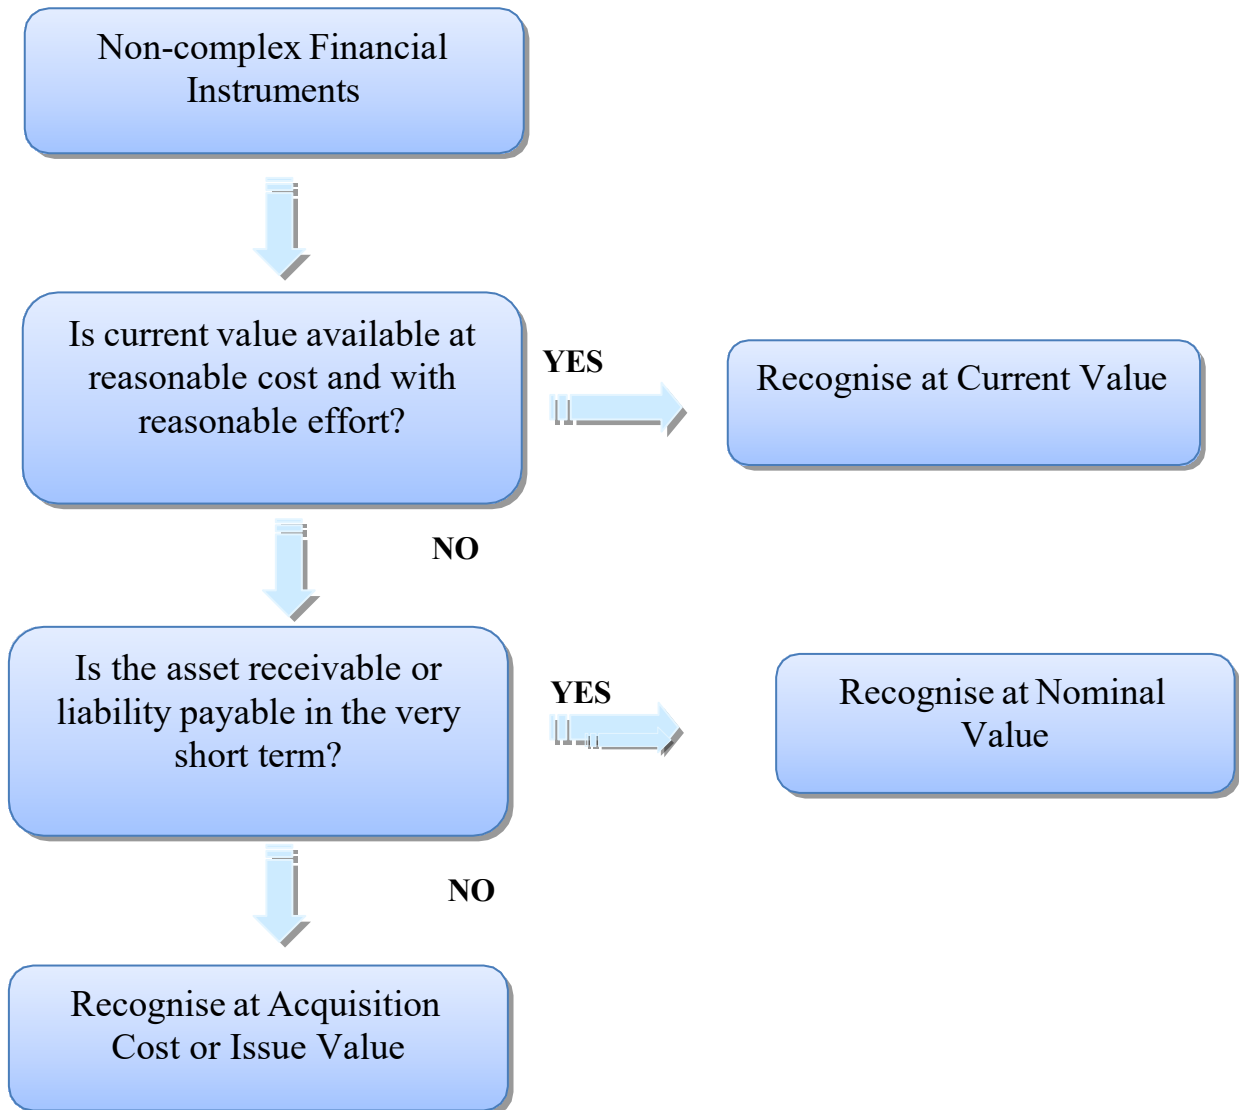 Non-complex Financial
Instruments
Is current value available at
reasonable cost and with
reasonable effort?
YES
Recognise at Current Value
NO
Is the asset receivable or
liability payable in the very
short term?
YES
Recognise at Nominal
Value
NO
Recognise at Acquisition
Cost or Issue Value